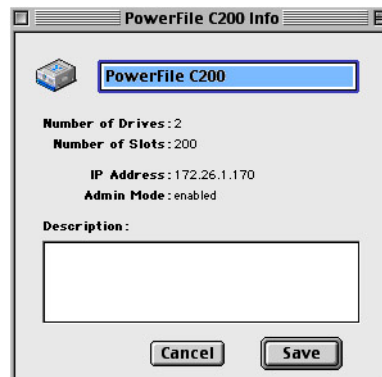 PowerFile C200 Info
PowerFile C200
Number of Drives: 2
Number of Slots: 200
IP Address: 172.26.1.170
Admin Mode: enabled
Description:
Cancel Save